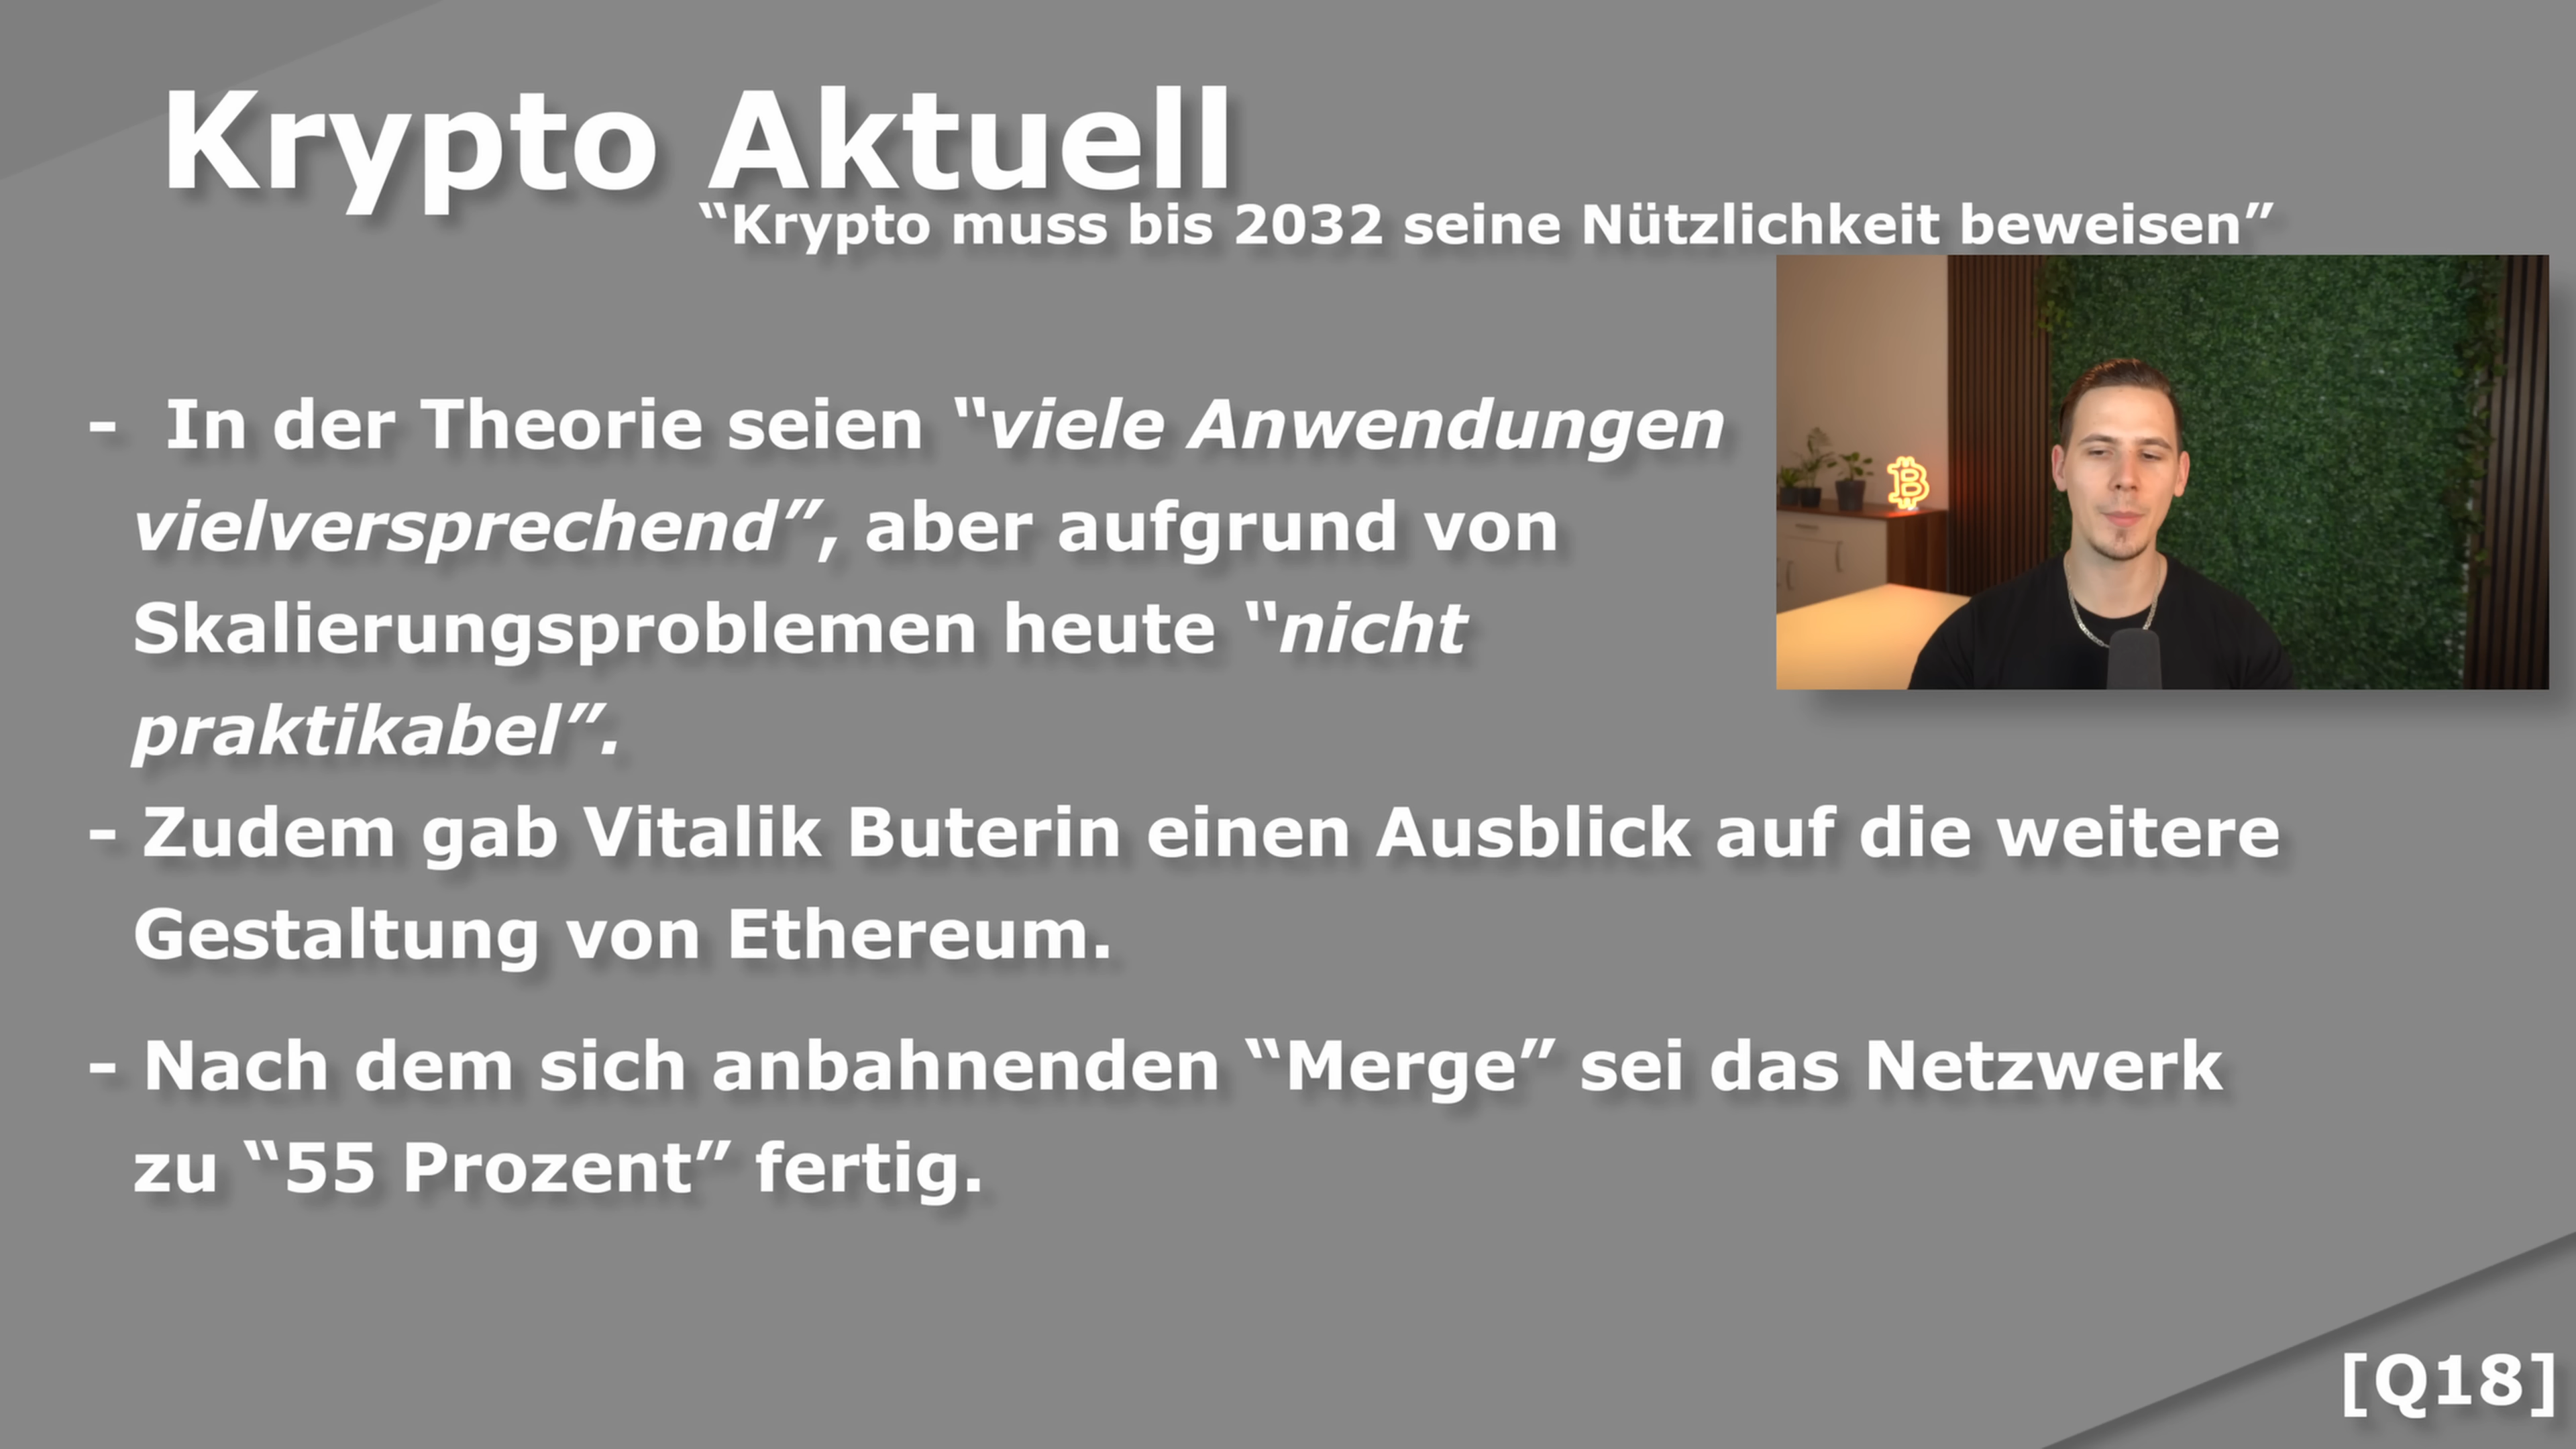 Krypto Aktuell
“Krypto muss bis 2032 seine Nützlichkeit beweisen”
- In der Theorie seien “viele Anwendungen
vielversprechend”, aber aufgrund von
Skalierungsproblemen heute “nicht
praktikabel”.
- Zudem gab Vitalik Buterin einen Ausblick auf die weitere
Gestaltung von Ethereum.
- Nach dem sich anbahnenden “Merge” sei das Netzwerk
zu “55 Prozent” fertig.
[Q18]